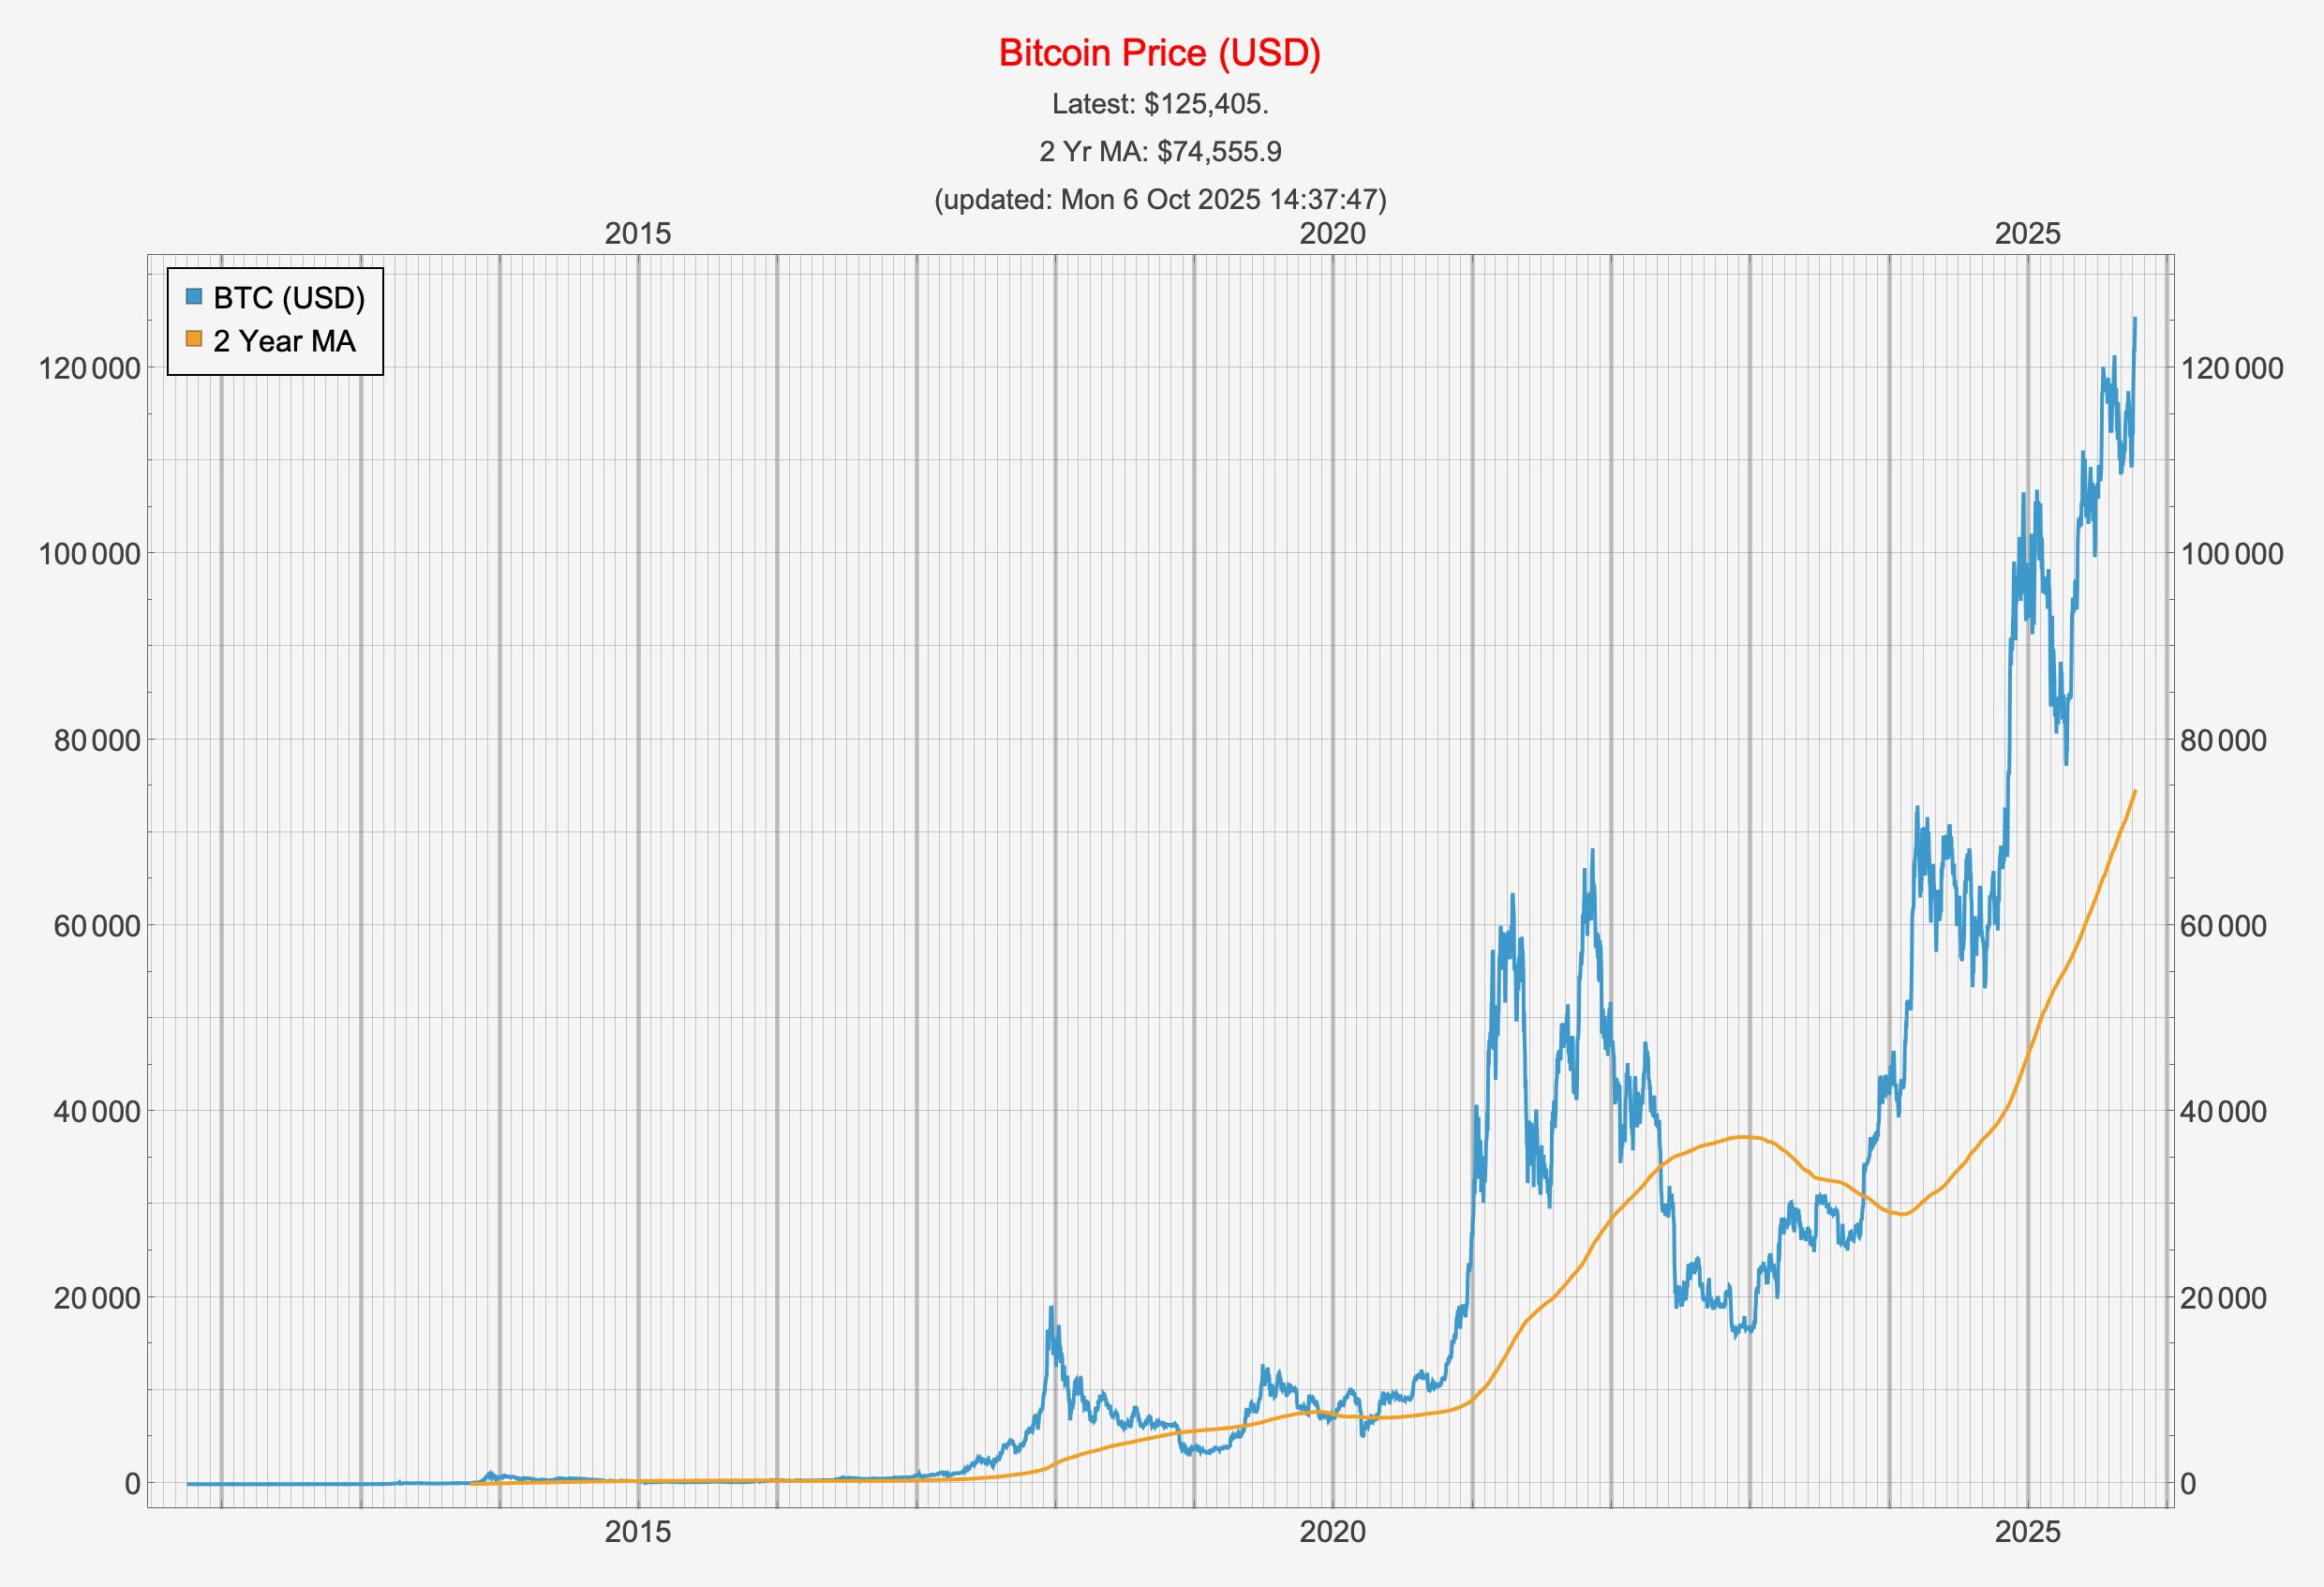 Bitcoin Price (USD)
Latest: $125,405.
2 Yr MA: $74,555.9
(updated: Mon 6 Oct 2025 14:37:47)
2015 2020 2025
BTC (USD)
2 Year MA
120 000 120 000
100 000 100 000
80 000 80 000
60 000 60 000
40 000 40 000
20 000 20 000
0 0
2015 2020 2025